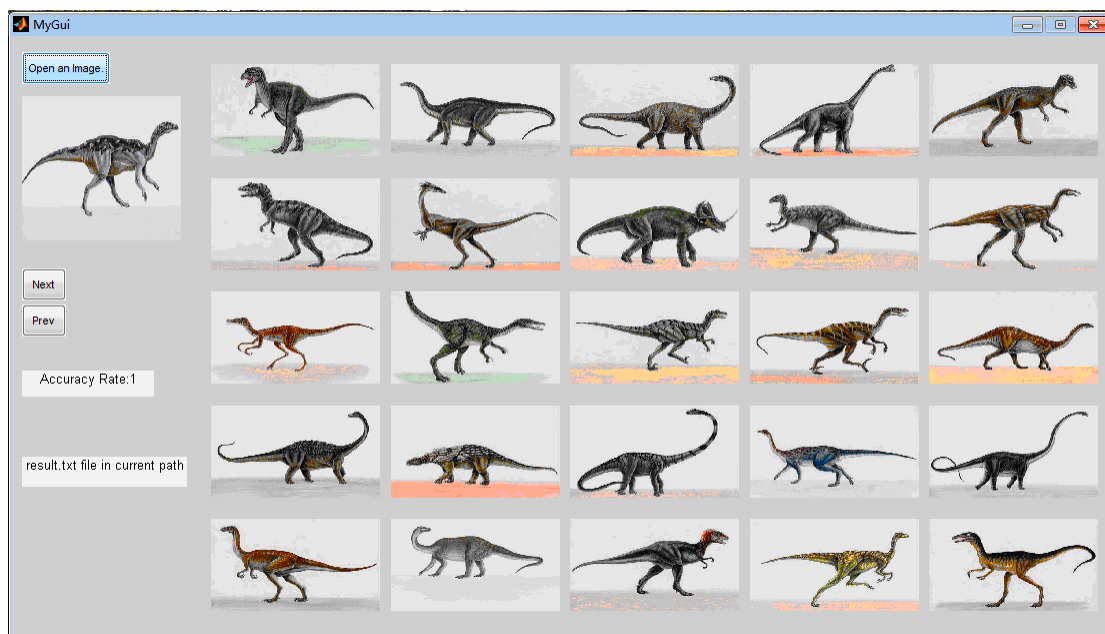 MyGui
Open an Image.
Next
Prev
Accuracy Rate:1
result.txt file in current path